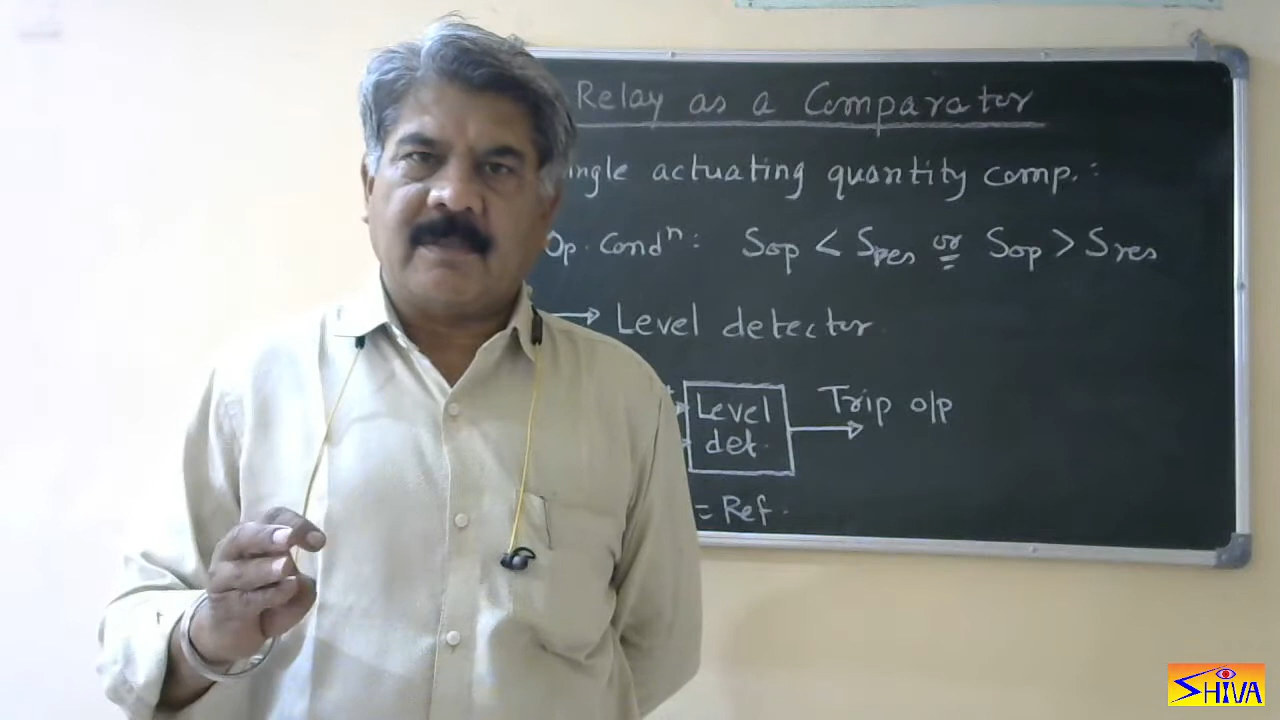 Relay as a Comparator
ingle actuating quantity comp.:
Op. Condⁿ: Sop < Sres or Sop > Sres
→ Level detector
Level
det.
Trip o/p
= Ref.
SHIVA